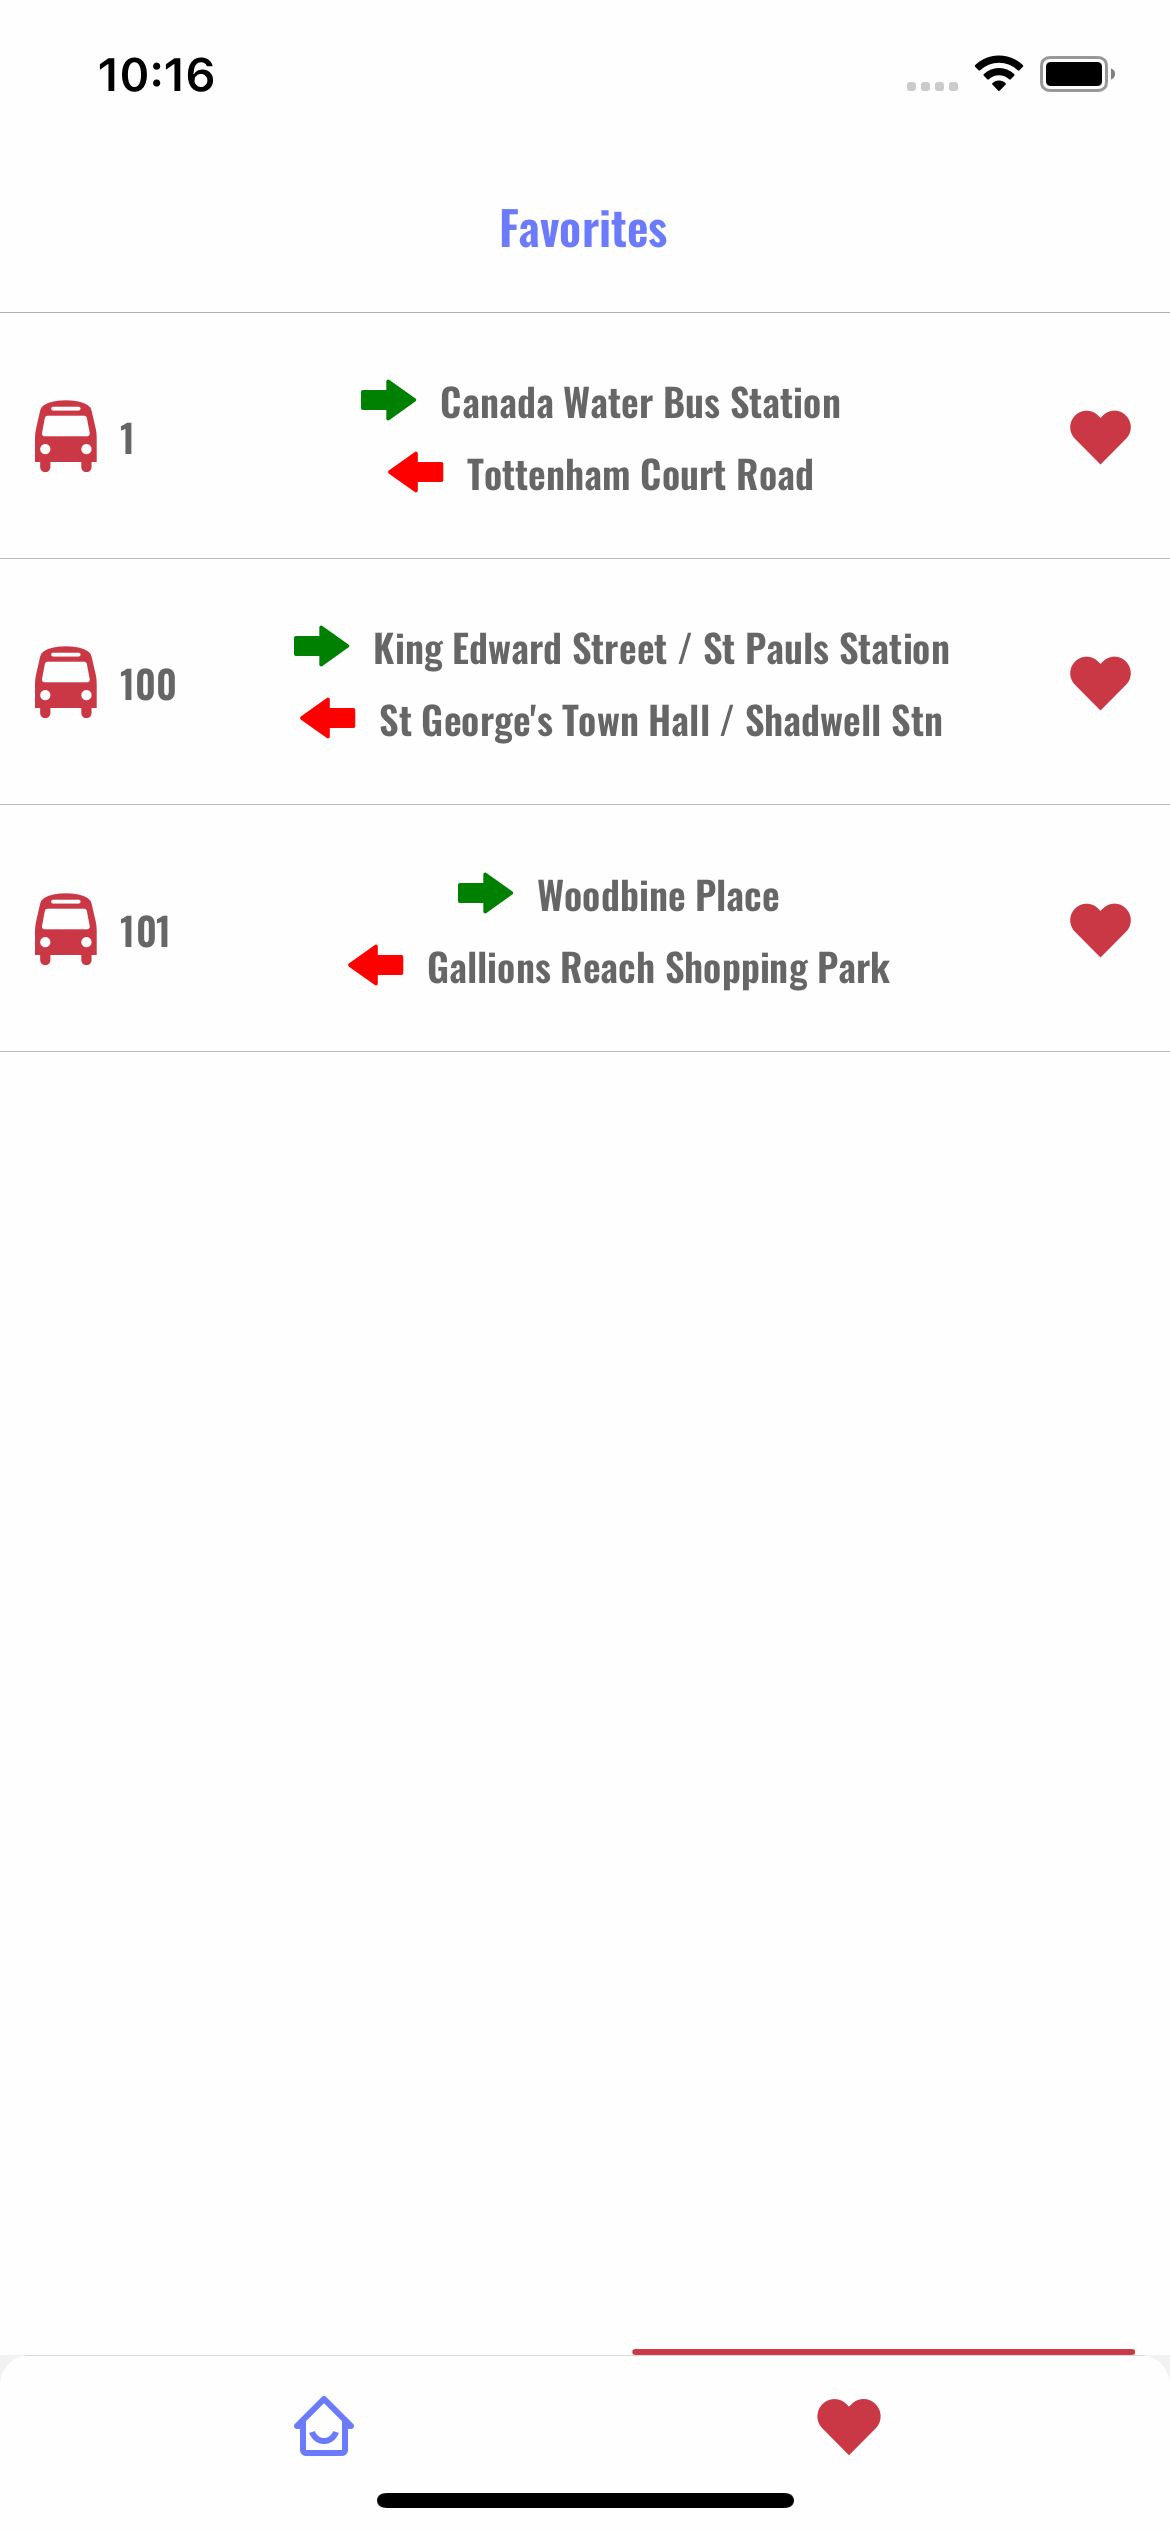 10:16
Favorites
Canada Water Bus Station
1
Tottenham Court Road
King Edward Street / St Pauls Station
100
St George's Town Hall / Shadwell Stn
Woodbine Place
101
Gallions Reach Shopping Park